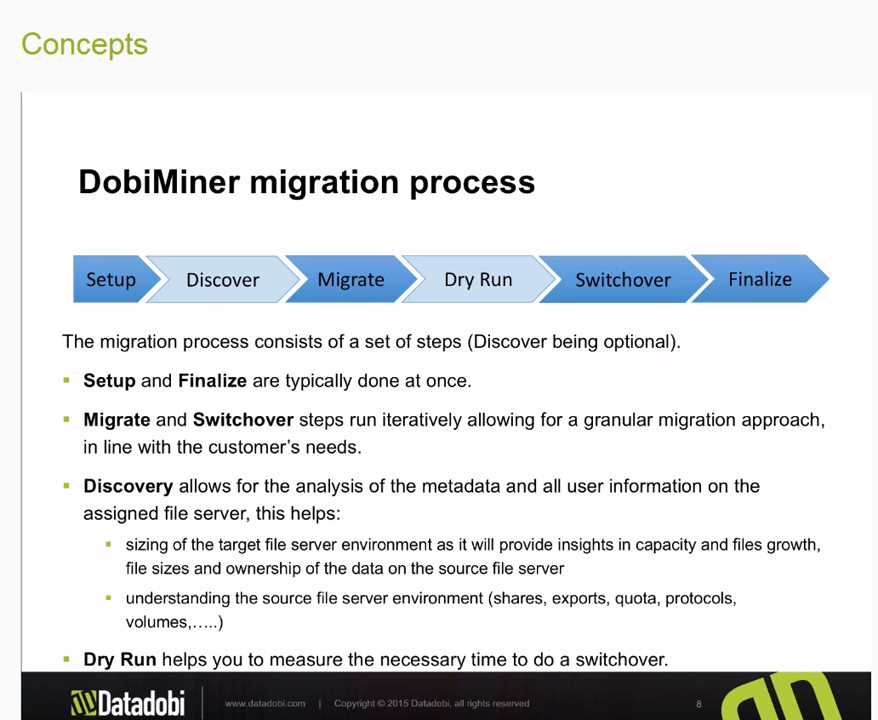 Concepts
DobiMiner migration process
Setup Discover Migrate Dry Run Switchover Finalize
The migration process consists of a set of steps (Discover being optional).
Setup and Finalize are typically done at once.
Migrate and Switchover steps run iteratively allowing for a granular migration approach,
in line with the customer’s needs.
Discovery allows for the analysis of the metadata and all user information on the
assigned file server, this helps:
sizing of the target file server environment as it will provide insights in capacity and files growth,
file sizes and ownership of the data on the source file server
understanding the source file server environment (shares, exports, quota, protocols,
volumes,…..)
Dry Run helps you to measure the necessary time to do a switchover.
Datadobi www.datadobi.com | Copyright © 2015 Datadobi, all rights reserved 8